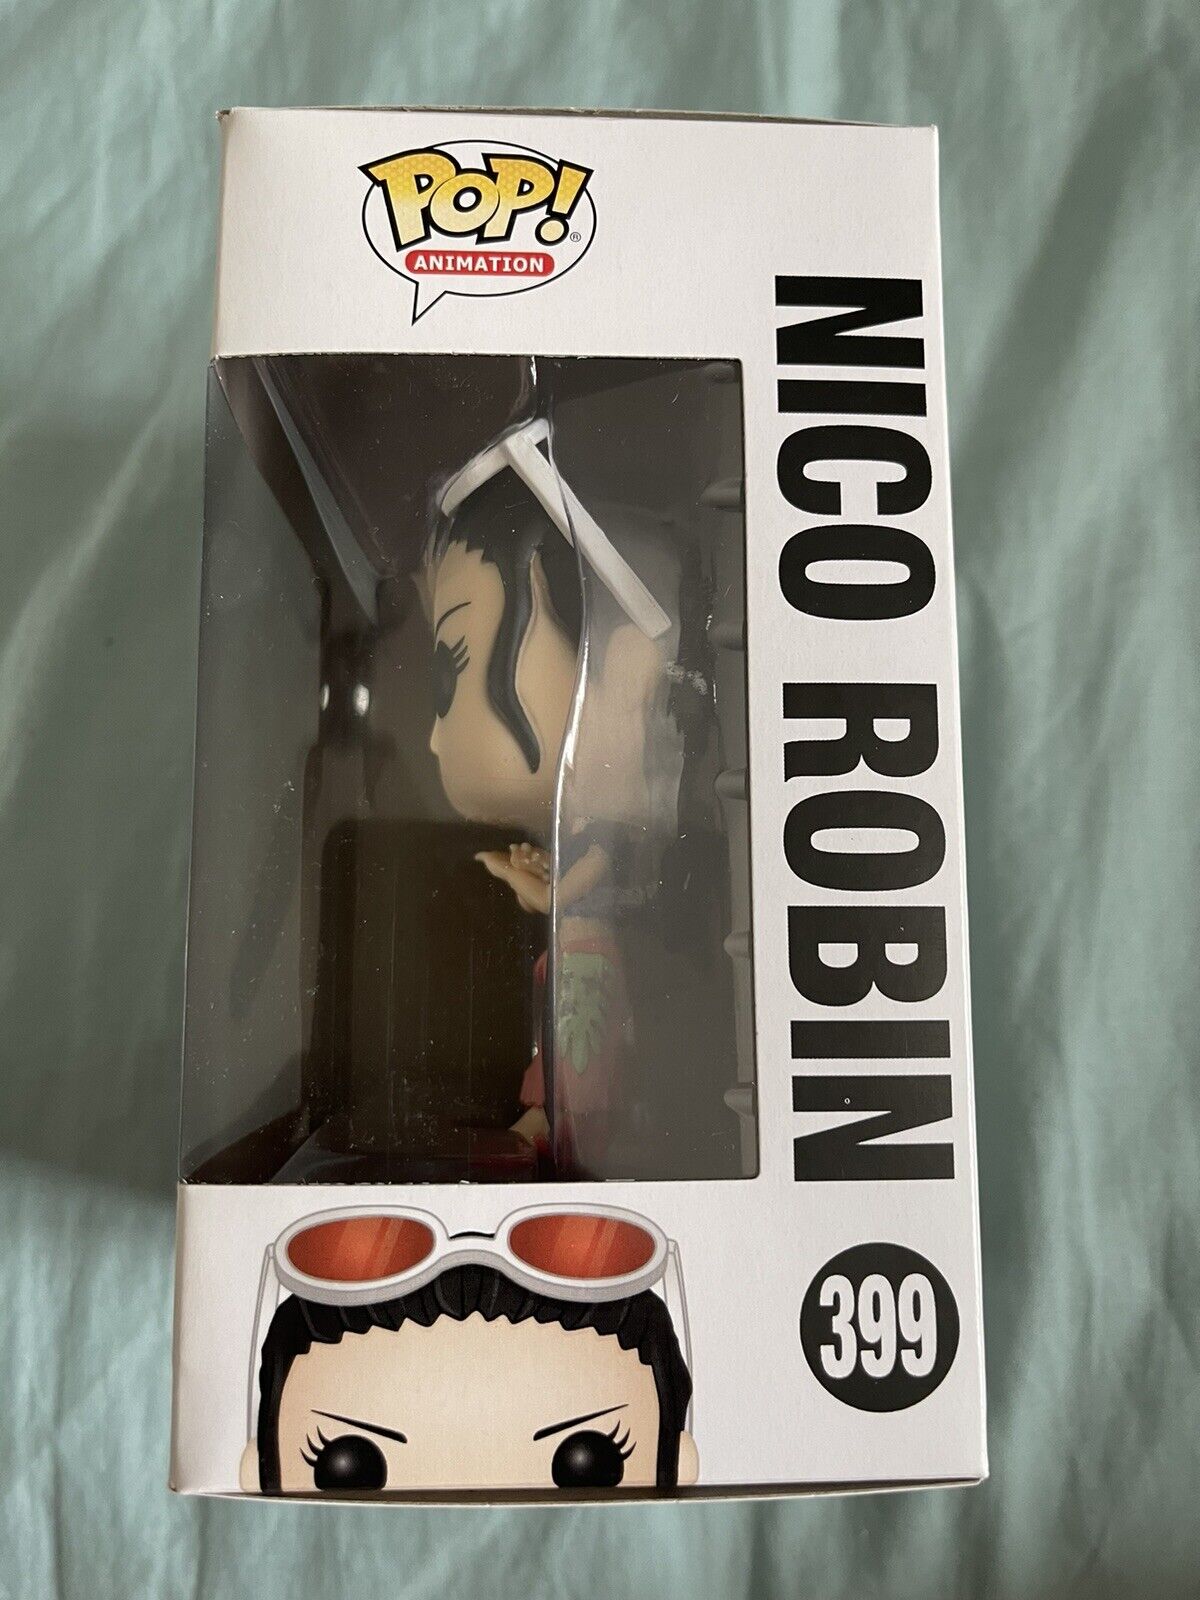 POP!
®
ANIMATION
NICO ROBIN
399